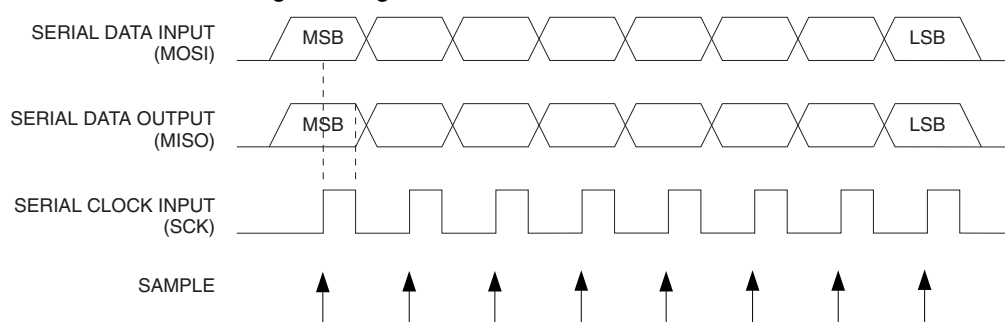 SERIAL DATA INPUT
(MOSI)
MSB
LSB
SERIAL DATA OUTPUT
(MISO)
MSB
LSB
SERIAL CLOCK INPUT
(SCK)
SAMPLE